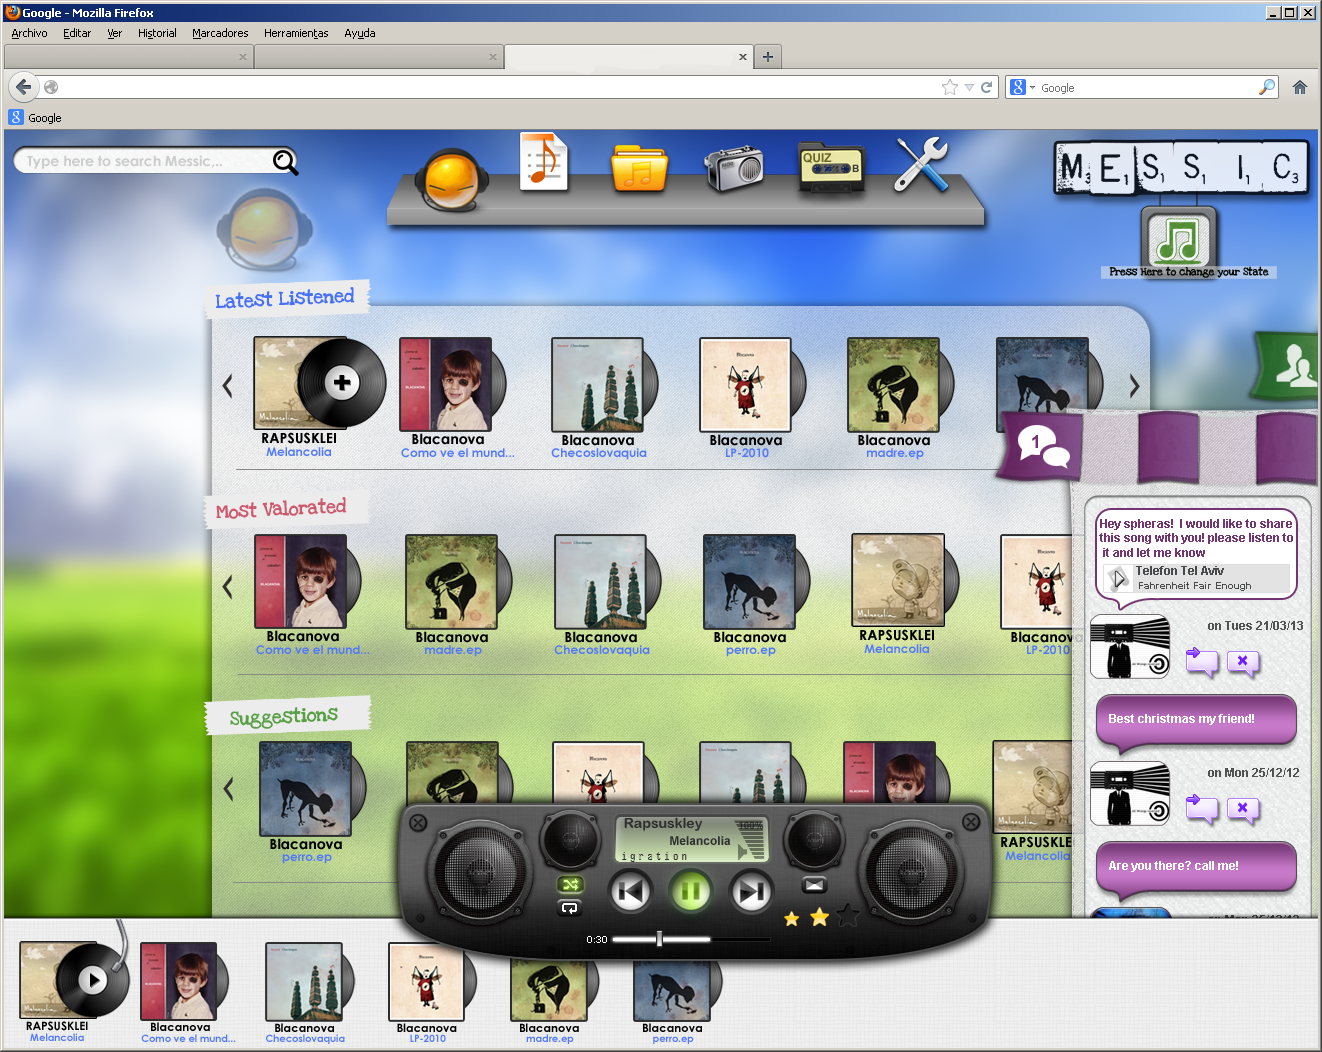 Google - Mozilla Firefox
Archivo Editar Ver Historial Marcadores Herramientas Ayuda
Google
Google
Type here to search Messic,..
QUIZ
B
MESSIC
Press Here to change your State
Latest Listened
RAPSUSKLEI
Melancolia
Blacanova
Como ve el mund...
Blacanova
Checoslovaquia
Blacanova
LP-2010
Blacanova
madre.ep
1
Most Valorated
Blacanova
Como ve el mund...
Blacanova
madre.ep
Blacanova
Checoslovaquia
Blacanova
perro.ep
RAPSUSKLEI
Melancolia
Blacano
LP-2010
Suggestions
Blacanova
perro.ep
RAPSUSKL
Melancolia
Hey spheras! I would like to share
this song with you! please listen to
it and let me know
Telefon Tel Aviv
Fahrenheit Fair Enough
on Tues 21/03/13
Best christmas my friend!
on Mon 25/12/12
Are you there? call me!
Rapsuskley
100%
Melancolia
igration
0:30
RAPSUSKLEI
Melancolia
Blacanova
Como ve el mund...
Blacanova
Checoslovaquia
Blacanova
LP-2010
Blacanova
madre.ep
Blacanova
perro.ep